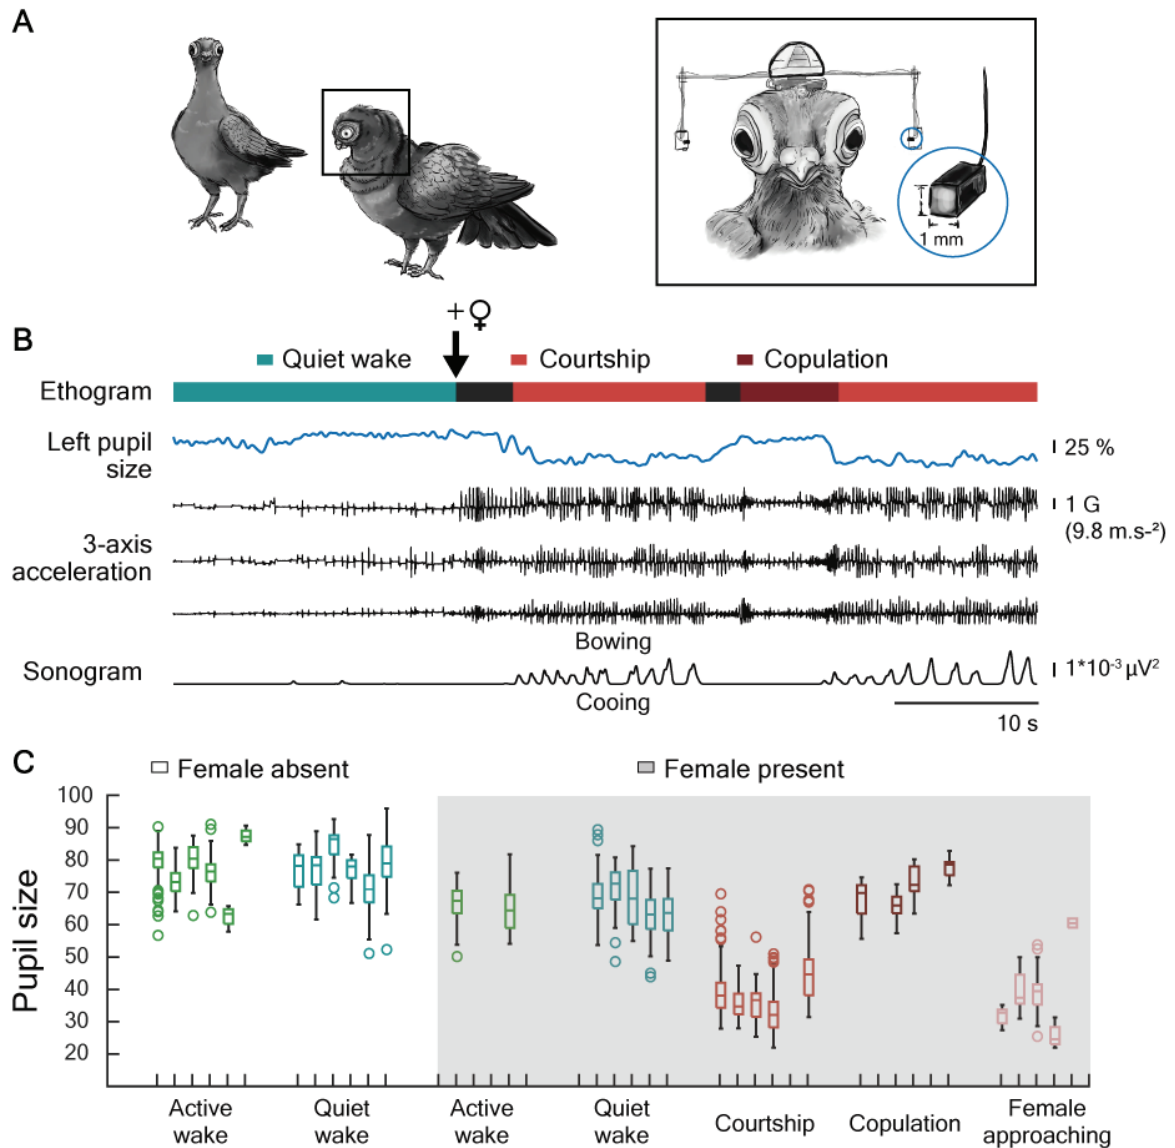 A
1 mm
+♀
B
Quiet wake
Courtship
Copulation
Ethogram
Left pupil
size
25 %
1 G
(9.8 m.s-²)
3-axis
acceleration
Bowing
Sonogram
1*10⁻³ µV²
Cooing
10 s
C
Female absent
Female present
Pupil size
100
90
80
70
60
50
40
30
20
Active
wake
Quiet
wake
Active
wake
Quiet
wake
Courtship
Copulation
Female
approaching